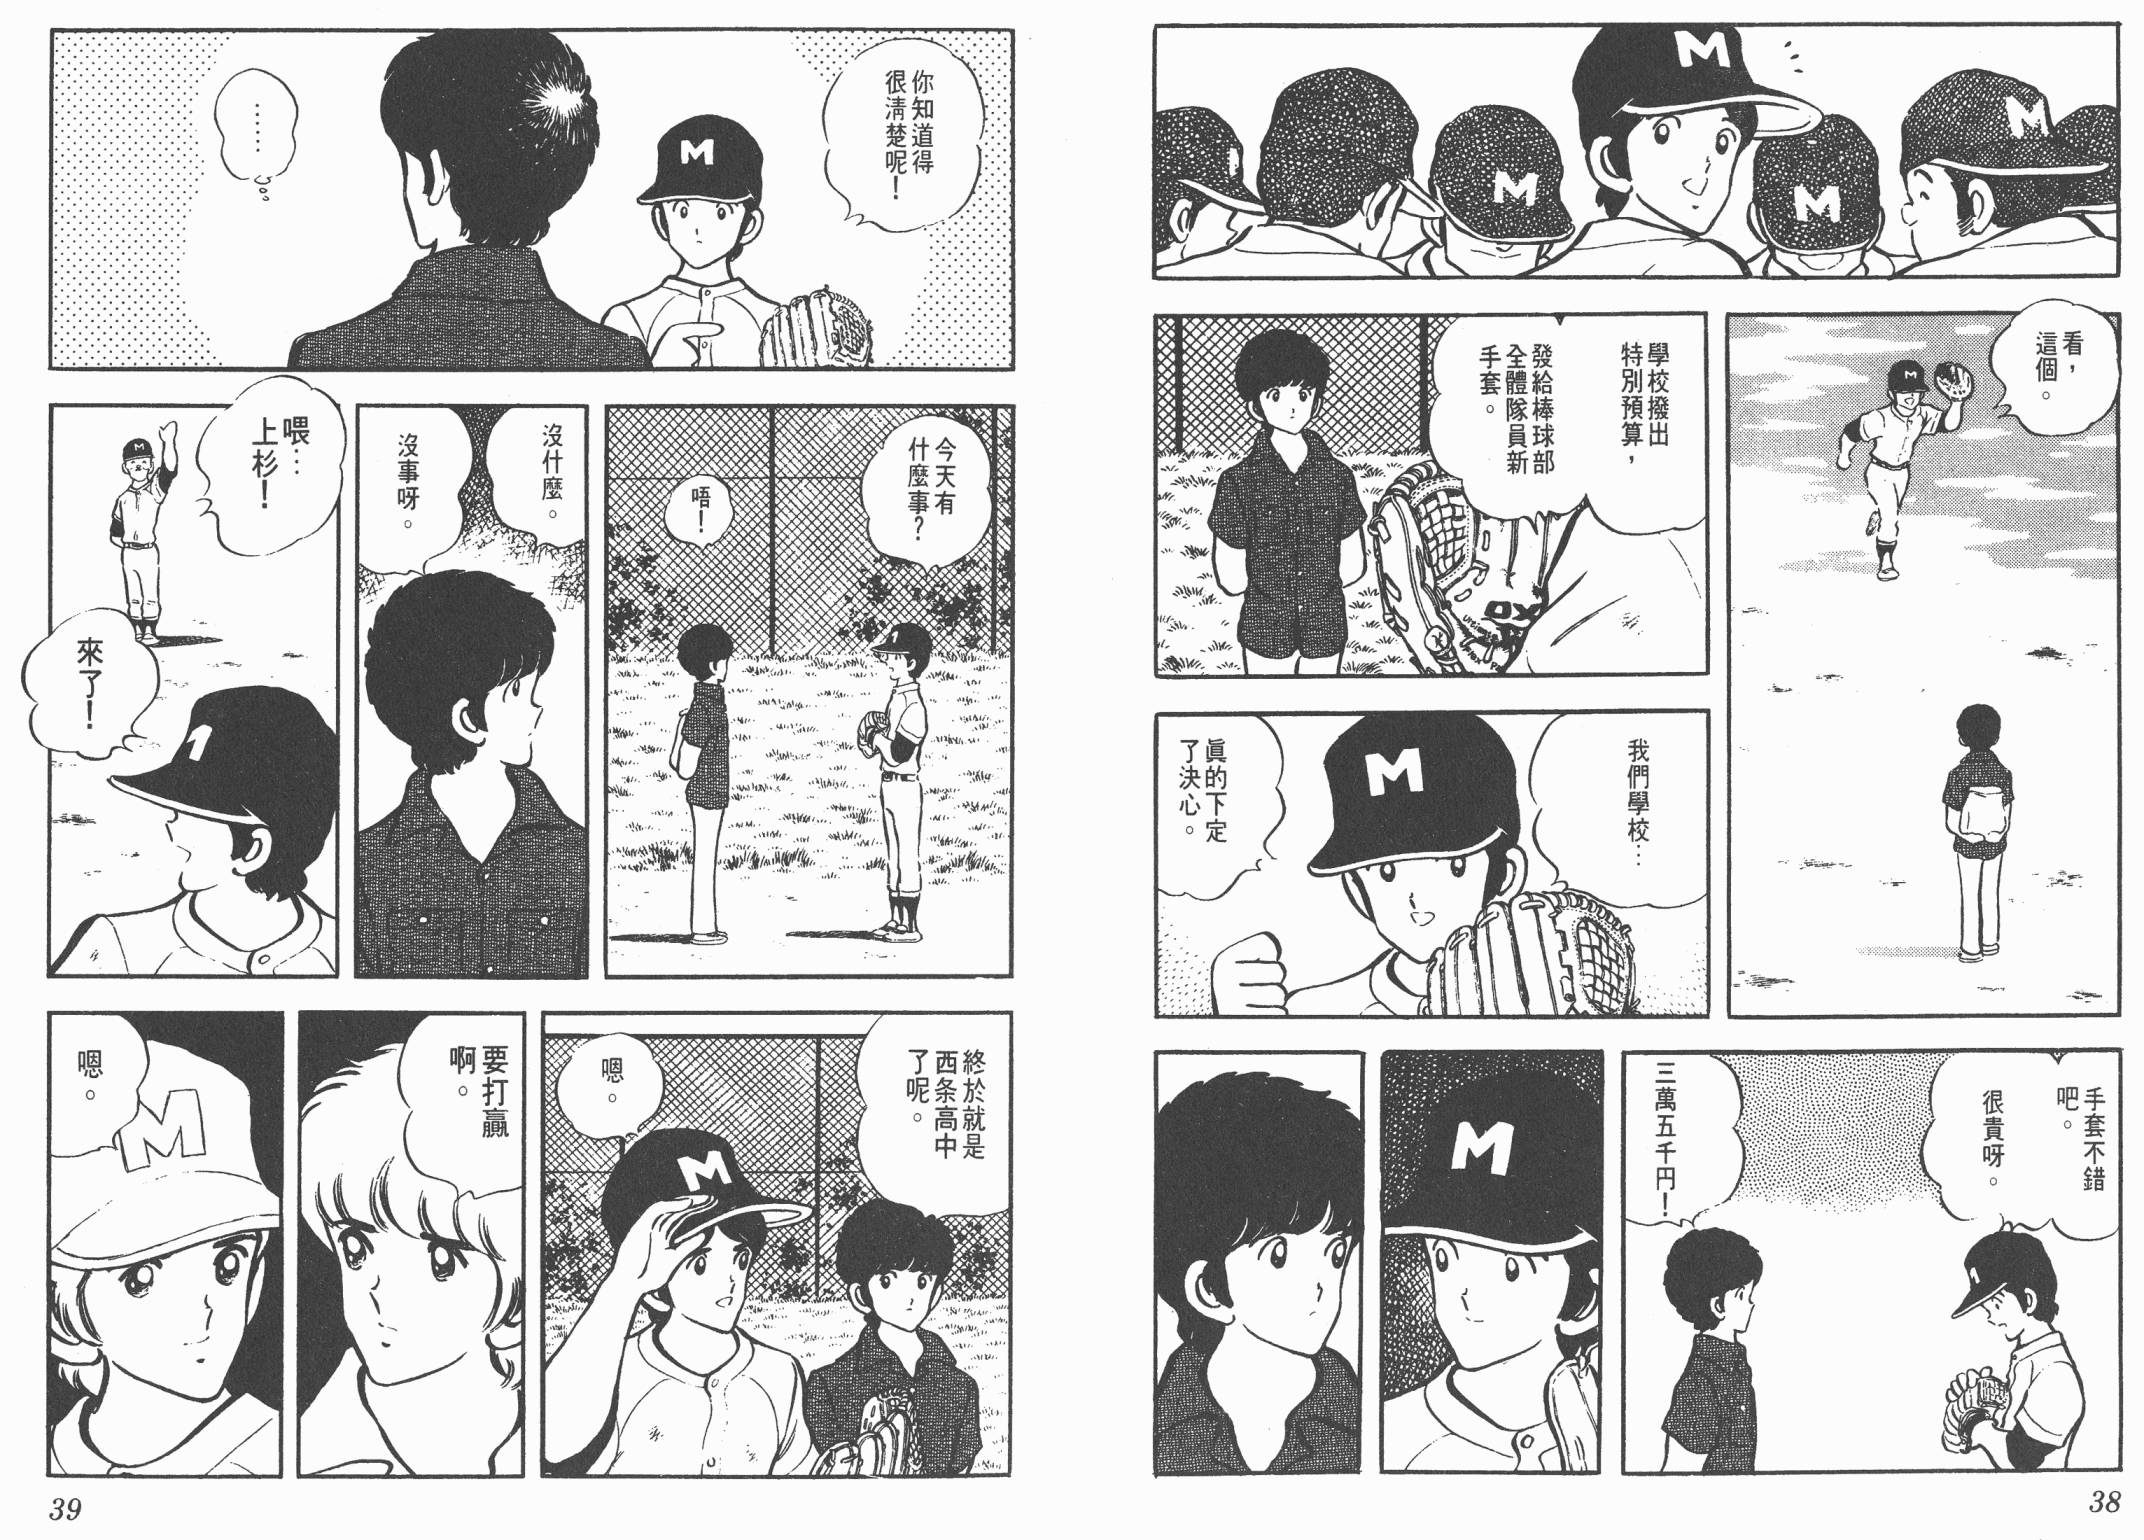 M
M
M
M
看，
這個。
M
學校撥出
特別預算，
發給棒球部
全體隊員新
手套。
OX
我們學校…
真的下定
了決心。
M
手套不錯
吧。
很貴呀。
三萬五千円！
M
38
你知道得
很清楚呢！
……
M
今天有
什麼事？
唔！
沒什麼。
沒事呀。
喂…
上杉！
M
來了！
終於就是
西条高中
了呢。
嗯。
M
要打贏
啊。
嗯。
M
39